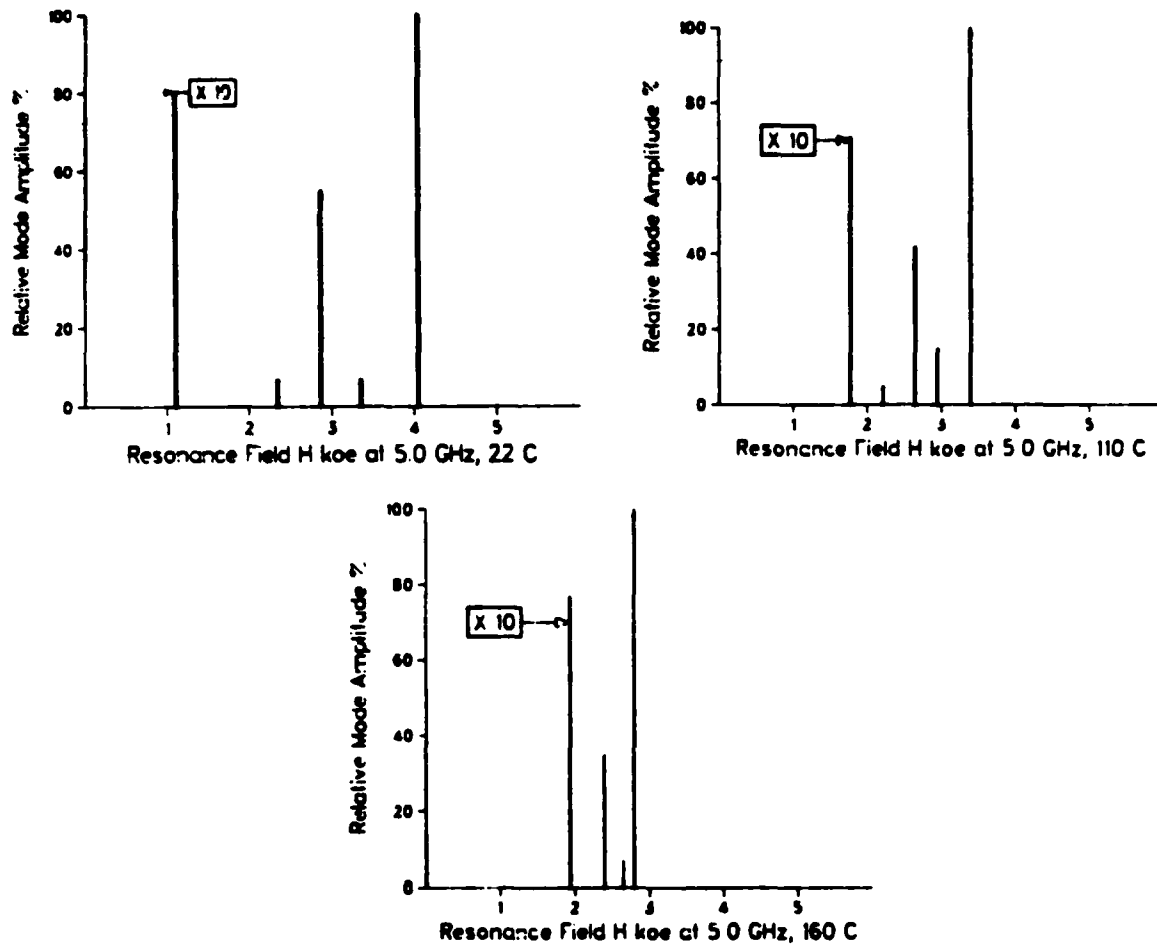 Relative Mode Amplitude %
100
80
60
40
20
0
X 10
1 2 3 4 5
Resonance Field H koe at 5.0 GHz, 22 C
Relative Mode Amplitude %
100
80
60
40
20
0
X 10
1 2 3 4 5
Resonance Field H koe at 5 0 GHz, 110 C
Relative Mode Amplitude %
100
80
60
40
20
0
X 10
1 2 3 4 5
Resonance Field H koe at 5 0 GHz, 160 C